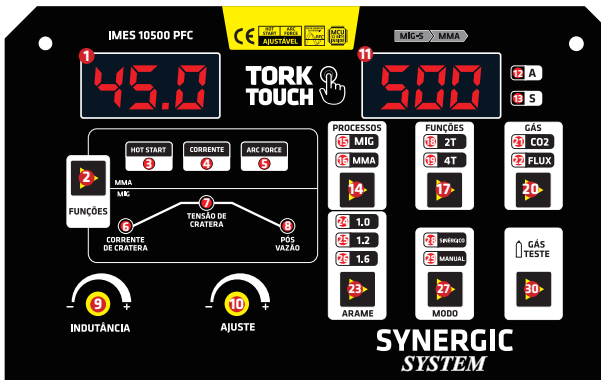 IMES 10500 PFC
CE
HOT START
ARC FORCE
AJUSTÁVEL
PFC
MCU
MIG-S MMA
1
45.0
TORK
TOUCH
11
500
12 A
13 S
2
FUNÇÕES
HOT START
3
CORRENTE
4
ARC FORCE
5
MMA
MIG
6
CORRENTE
DE CRATERA
7
TENSÃO DE
CRATERA
8
PÓS
VAZÃO
PROCESSOS
15 MIG
16 MMA
14
FUNÇÕES
18 2T
19 4T
17
GÁS
21 CO2
22 FLUX
20
24 1.0
25 1.2
26 1.6
23
ARAME
28 SINÉRGICO
29 MANUAL
27
MODO
GÁS
TESTE
30
- 9 +
INDUTÂNCIA
- 10 +
AJUSTE
SYNERGIC
SYSTEM